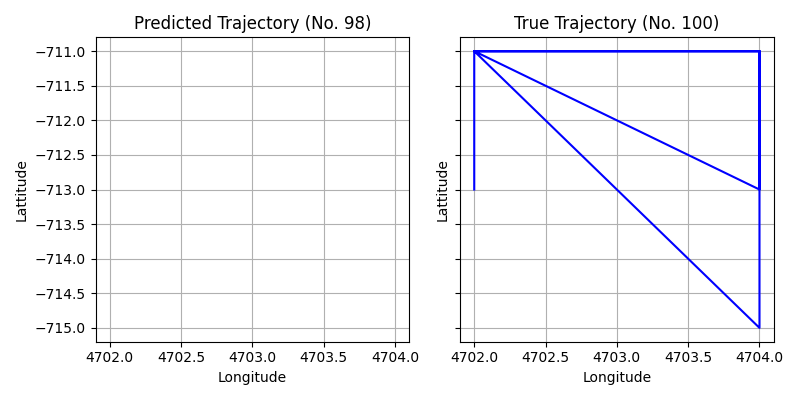 Predicted Trajectory (No. 98)
True Trajectory (No. 100)
−711.0
−711.5
−712.0
−712.5
−713.0
−713.5
−714.0
−714.5
−715.0
Lattitude
Lattitude
4702.0 4702.5 4703.0 4703.5 4704.0
4702.0 4702.5 4703.0 4703.5 4704.0
Longitude
Longitude